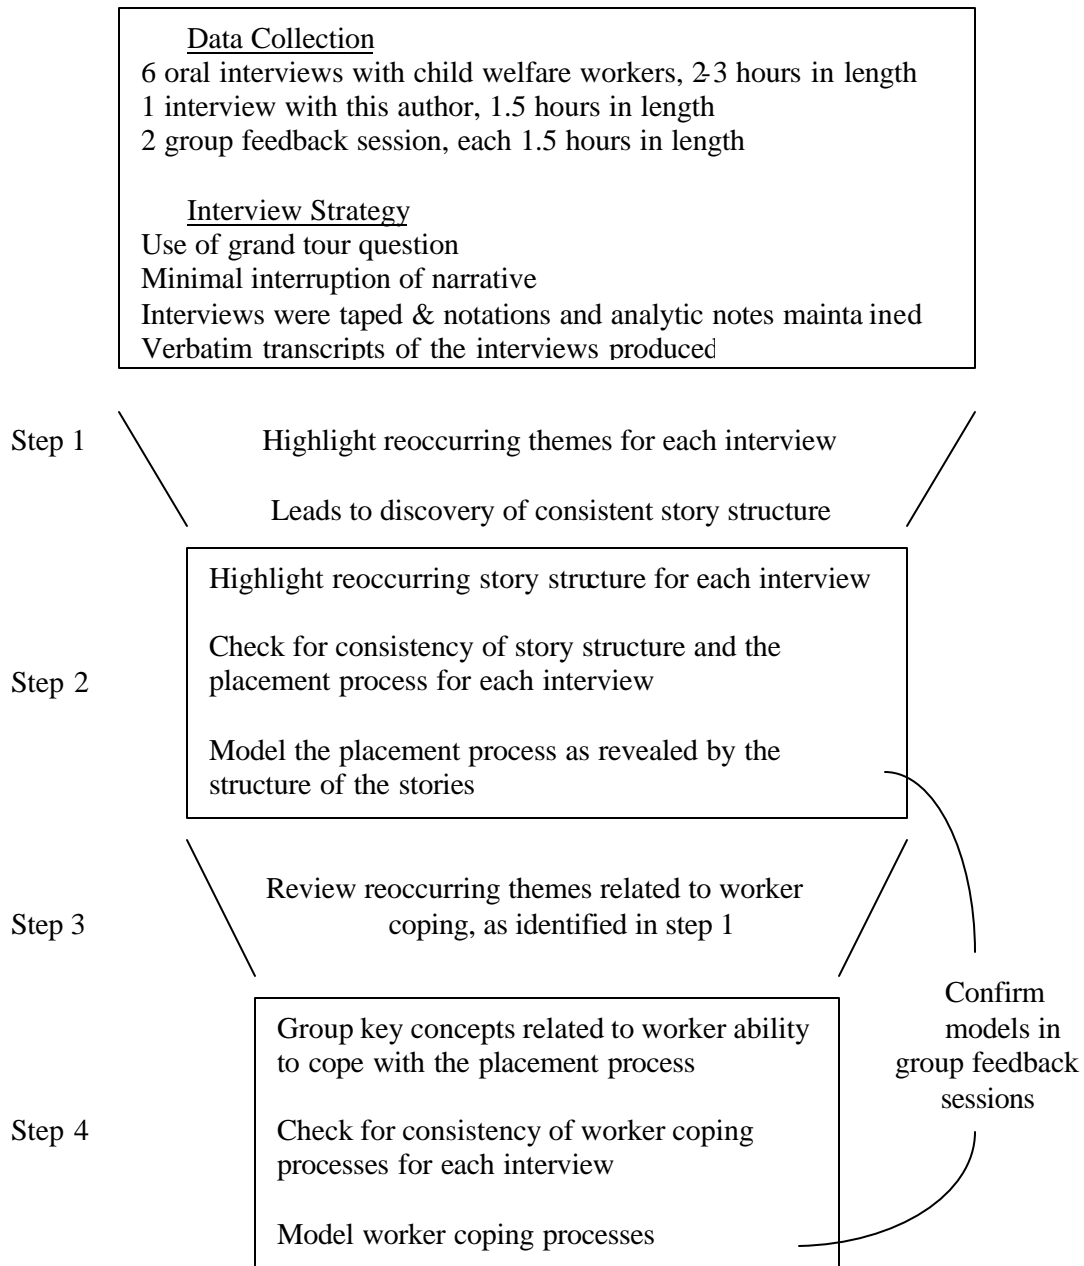 Data Collection
6 oral interviews with child welfare workers, 2-3 hours in length
1 interview with this author, 1.5 hours in length
2 group feedback session, each 1.5 hours in length
Interview Strategy
Use of grand tour question
Minimal interruption of narrative
Interviews were taped & notations and analytic notes maintained
Verbatim transcripts of the interviews produced
Step 1
Highlight reoccurring themes for each interview
Leads to discovery of consistent story structure
Step 2
Highlight reoccurring story structure for each interview
Check for consistency of story structure and the
placement process for each interview
Model the placement process as revealed by the
structure of the stories
Step 3
Review reoccurring themes related to worker
coping, as identified in step 1
Step 4
Group key concepts related to worker ability
to cope with the placement process
Check for consistency of worker coping
processes for each interview
Model worker coping processes
Confirm
models in
group feedback
sessions